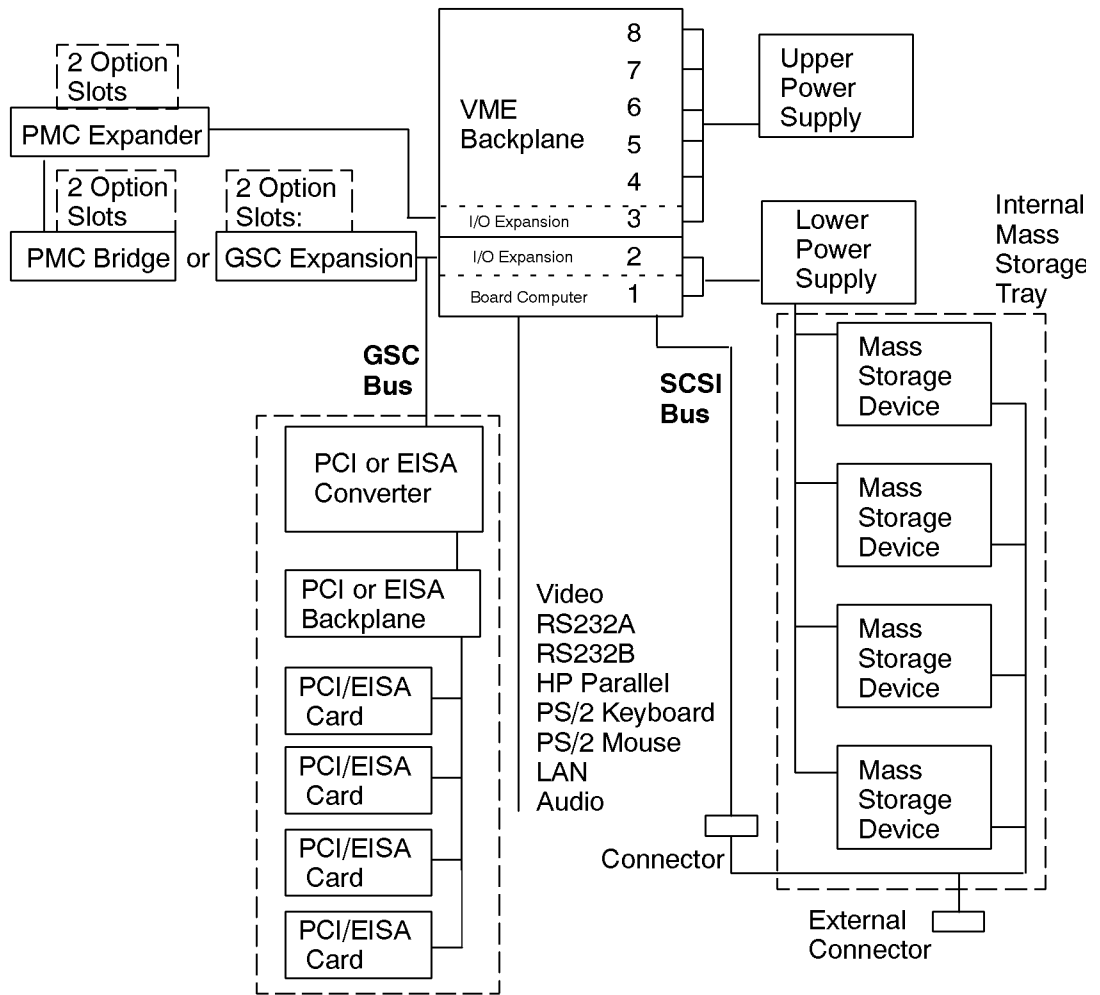 2 Option
Slots
PMC Expander
2 Option
Slots
PMC Bridge
or
2 Option
Slots:
GSC Expansion
VME
Backplane
8
7
6
5
4
I/O Expansion 3
I/O Expansion 2
Board Computer 1
Upper
Power
Supply
Lower
Power
Supply
Internal
Mass
Storage
Tray
GSC
Bus
SCSI
Bus
PCI or EISA
Converter
PCI or EISA
Backplane
PCI/EISA
Card
PCI/EISA
Card
PCI/EISA
Card
PCI/EISA
Card
Video
RS232A
RS232B
HP Parallel
PS/2 Keyboard
PS/2 Mouse
LAN
Audio
Connector
Mass
Storage
Device
Mass
Storage
Device
Mass
Storage
Device
Mass
Storage
Device
External
Connector